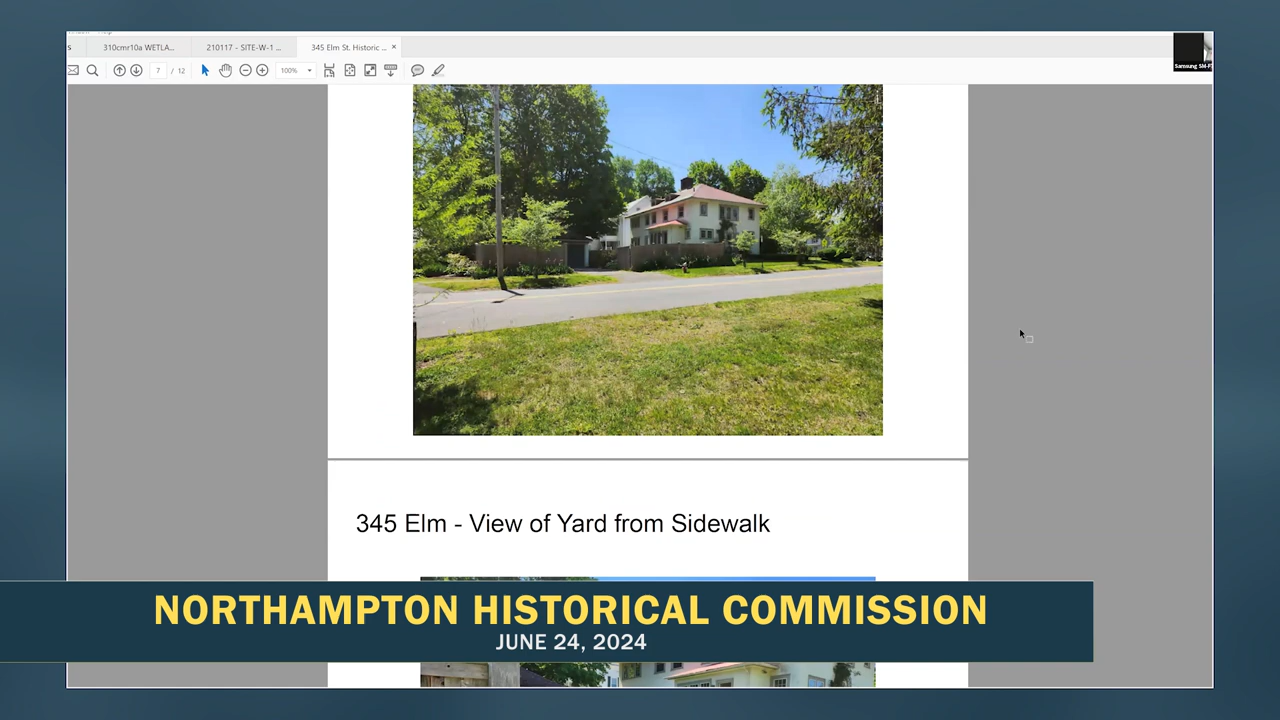 310cmr10a WETLA...
210117 - SITE-W-1 ...
345 Elm St. Historic ...
7 / 12
100%
345 Elm - View of Yard from Sidewalk
NORTHAMPTON HISTORICAL COMMISSION
JUNE 24, 2024